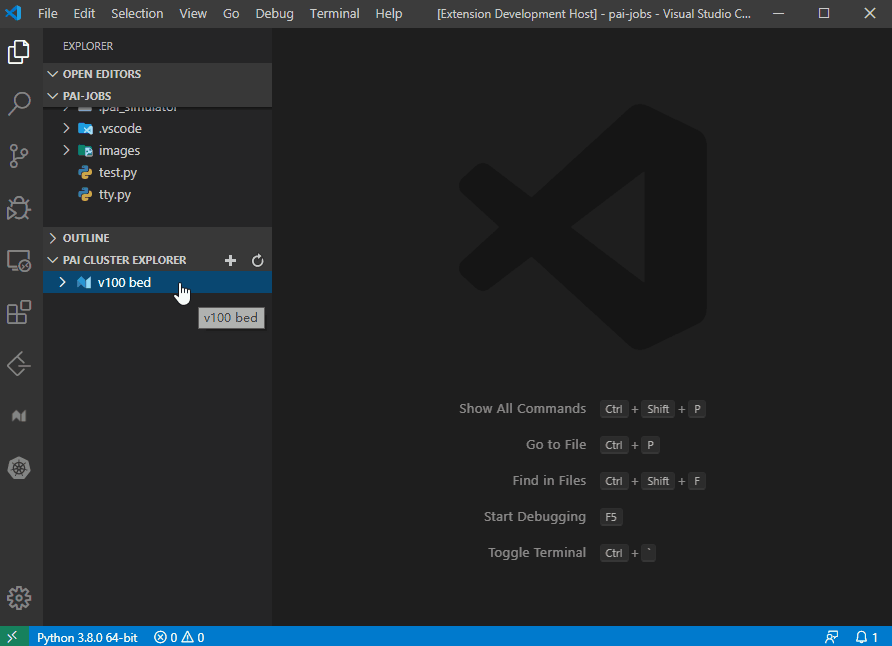 File Edit Selection View Go Debug Terminal Help [Extension Development Host] - pai-jobs - Visual Studio C...
EXPLORER
OPEN EDITORS
PAI-JOBS
.pai_simulator
.vscode
images
test.py
tty.py
OUTLINE
PAI CLUSTER EXPLORER
v100 bed
v100 bed
Show All Commands Ctrl + Shift + P
Go to File Ctrl + P
Find in Files Ctrl + Shift + F
Start Debugging F5
Toggle Terminal Ctrl + `
Python 3.8.0 64-bit 0 0 1